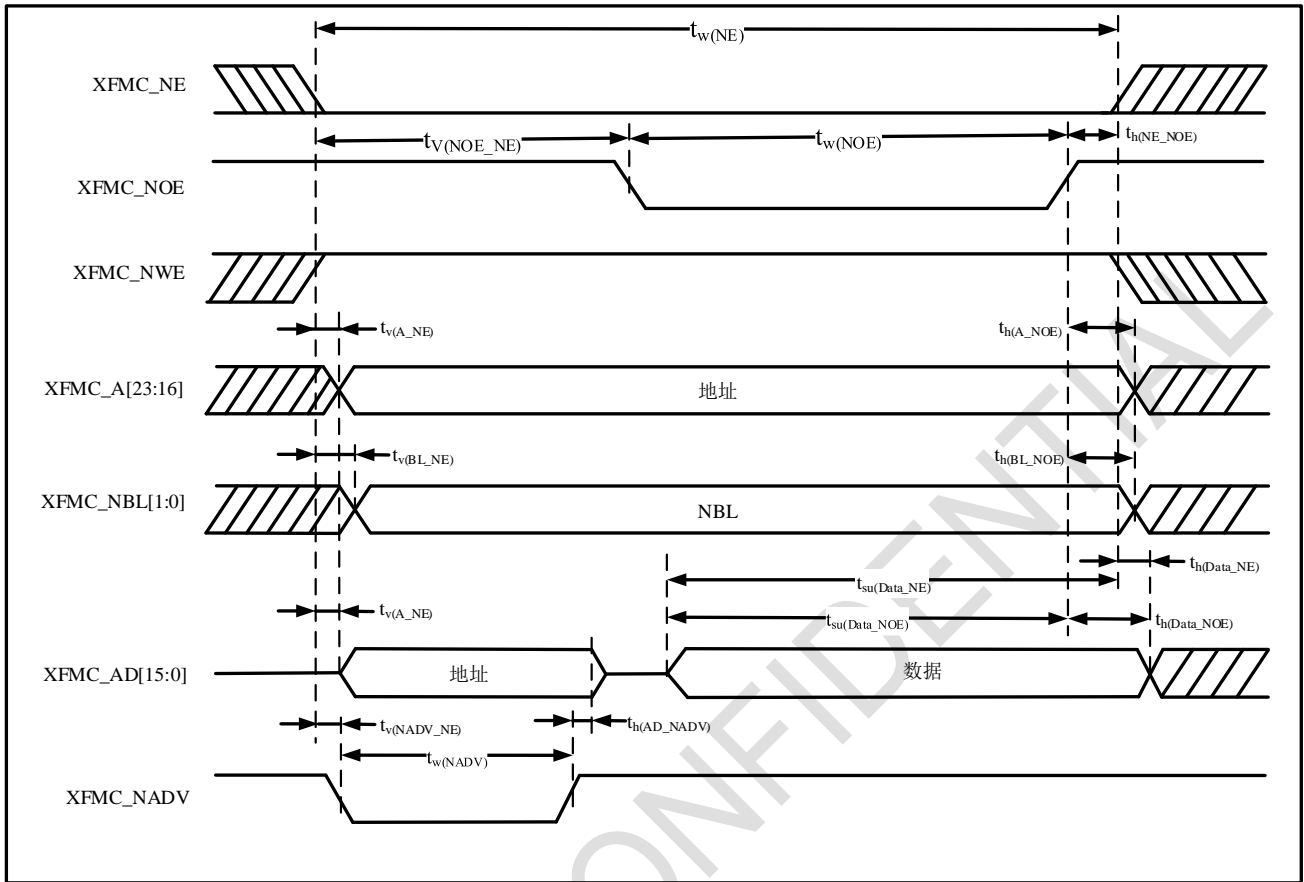 tw(NE)
XFMC_NE
tV(NOE_NE)
tw(NOE)
th(NE_NOE)
XFMC_NOE
XFMC_NWE
tv(A_NE)
th(A_NOE)
XFMC_A[23:16]
地址
tv(BL_NE)
th(BL_NOE)
XFMC_NBL[1:0]
NBL
tsu(Data_NE)
th(Data_NE)
tv(A_NE)
tsu(Data_NOE)
th(Data_NOE)
XFMC_AD[15:0]
地址
数据
tv(NADV_NE)
th(AD_NADV)
tw(NADV)
XFMC_NADV
ONFIDENTIAL